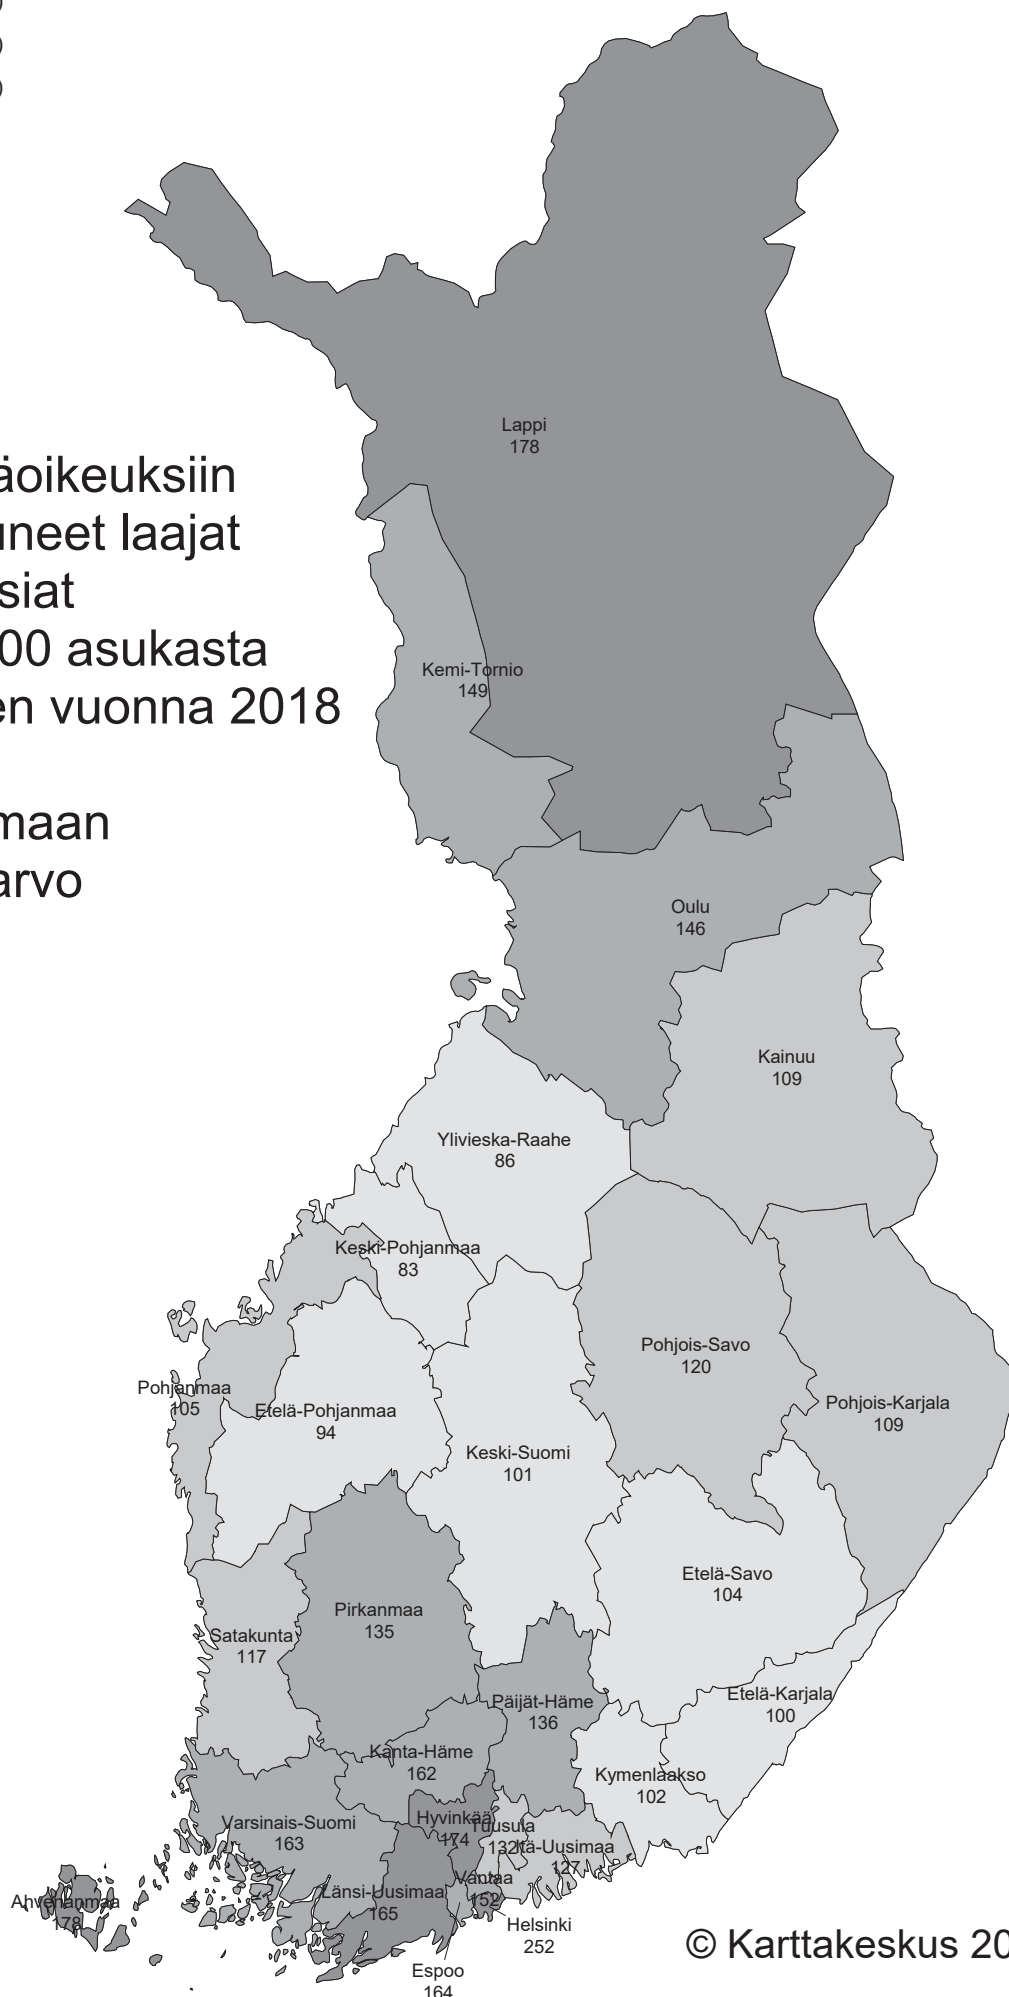 )
)
)
Lappi
178
äoikeuksiin
uneet laajat
siat
00 asukasta
en vuonna 2018
Kemi-Tornio
149
maan
arvo
Oulu
146
Kainuu
109
Ylivieska-Raahe
86
Keski-Pohjanmaa
83
Pohjois-Savo
120
Pohjanmaa
105
Etelä-Pohjanmaa
94
Pohjois-Karjala
109
Keski-Suomi
101
Etelä-Savo
104
Pirkanmaa
135
Satakunta
117
Etelä-Karjala
100
Päijät-Häme
136
Kanta-Häme
162
Kymenlaakso
102
Varsinais-Suomi
163
Hyvinkää
174
Tuusula
132
Itä-Uusimaa
127
Vantaa
152
Länsi-Uusimaa
165
Ahvenanmaa
178
Helsinki
252
Espoo
164
© Karttakeskus 20